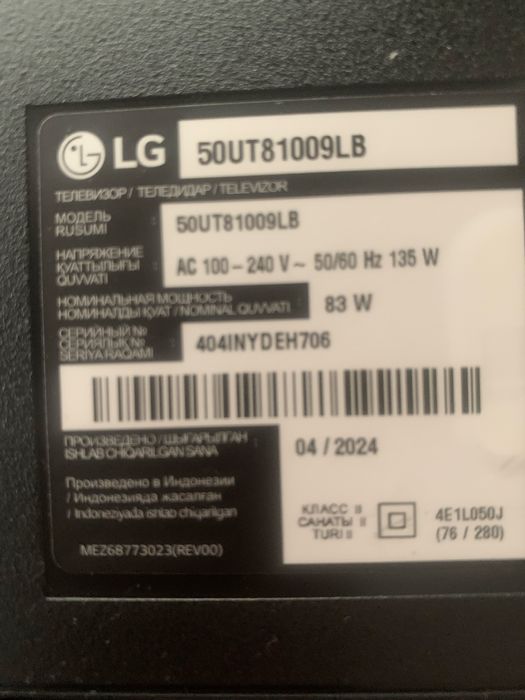 LG 50UT81009LB
ТЕЛЕВИЗОР / ТЕЛЕДИДАР / TELEVIZOR
МОДЕЛЬ
RUSUMI
50UT81009LB
НАПРЯЖЕНИЕ
ҚУАТТЫЛЫҒЫ
QUVVATI
AC 100 – 240 V ~ 50/60 Hz 135 W
НОМИНАЛЬНАЯ МОЩНОСТЬ
НОМИНАЛДЫ ҚУАТ / NOMINAL QUVVATI
83 W
СЕРИЙНЫЙ №
СЕРИЯЛЫҚ №
SERIYA RAQAMI
404INYDEH706
ПРОИЗВЕДЕНО / ШЫҒАРЫЛҒАН
ISHLAB CHIQARILGAN SANA
04 / 2024
Произведено в Индонезии
/ Индонезияда жасалған
/ Indoneziyada ishlab chiqarilgan
КЛАСС II
САНАТЫ II
TURI II
4E1L050J
(76 / 280)
MEZ68773023(REV00)